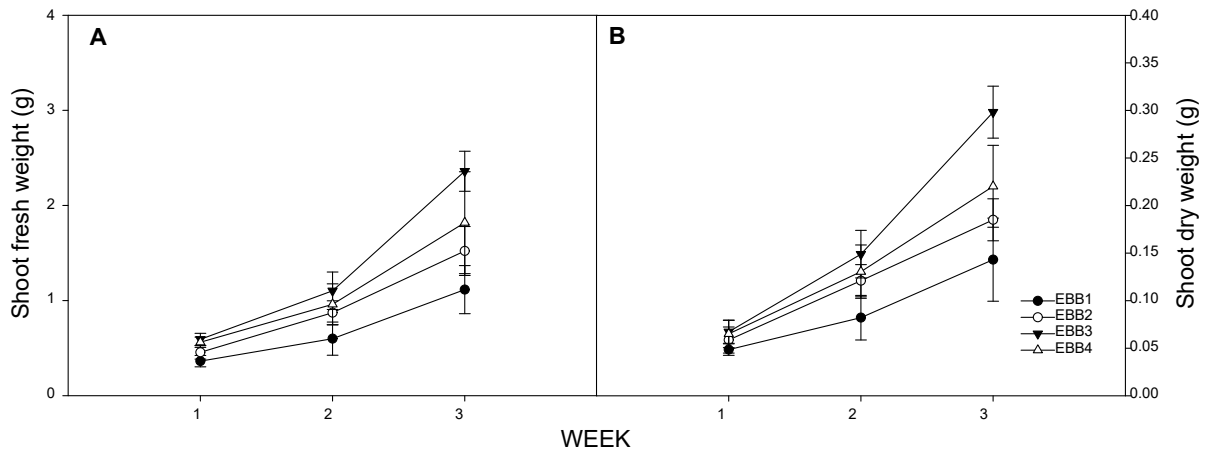 A
B
Shoot fresh weight (g)
4
3
2
1
0
Shoot dry weight (g)
0.40
0.35
0.30
0.25
0.20
0.15
0.10
0.05
0.00
EBB1
EBB2
EBB3
EBB4
1 2 3
1 2 3
WEEK